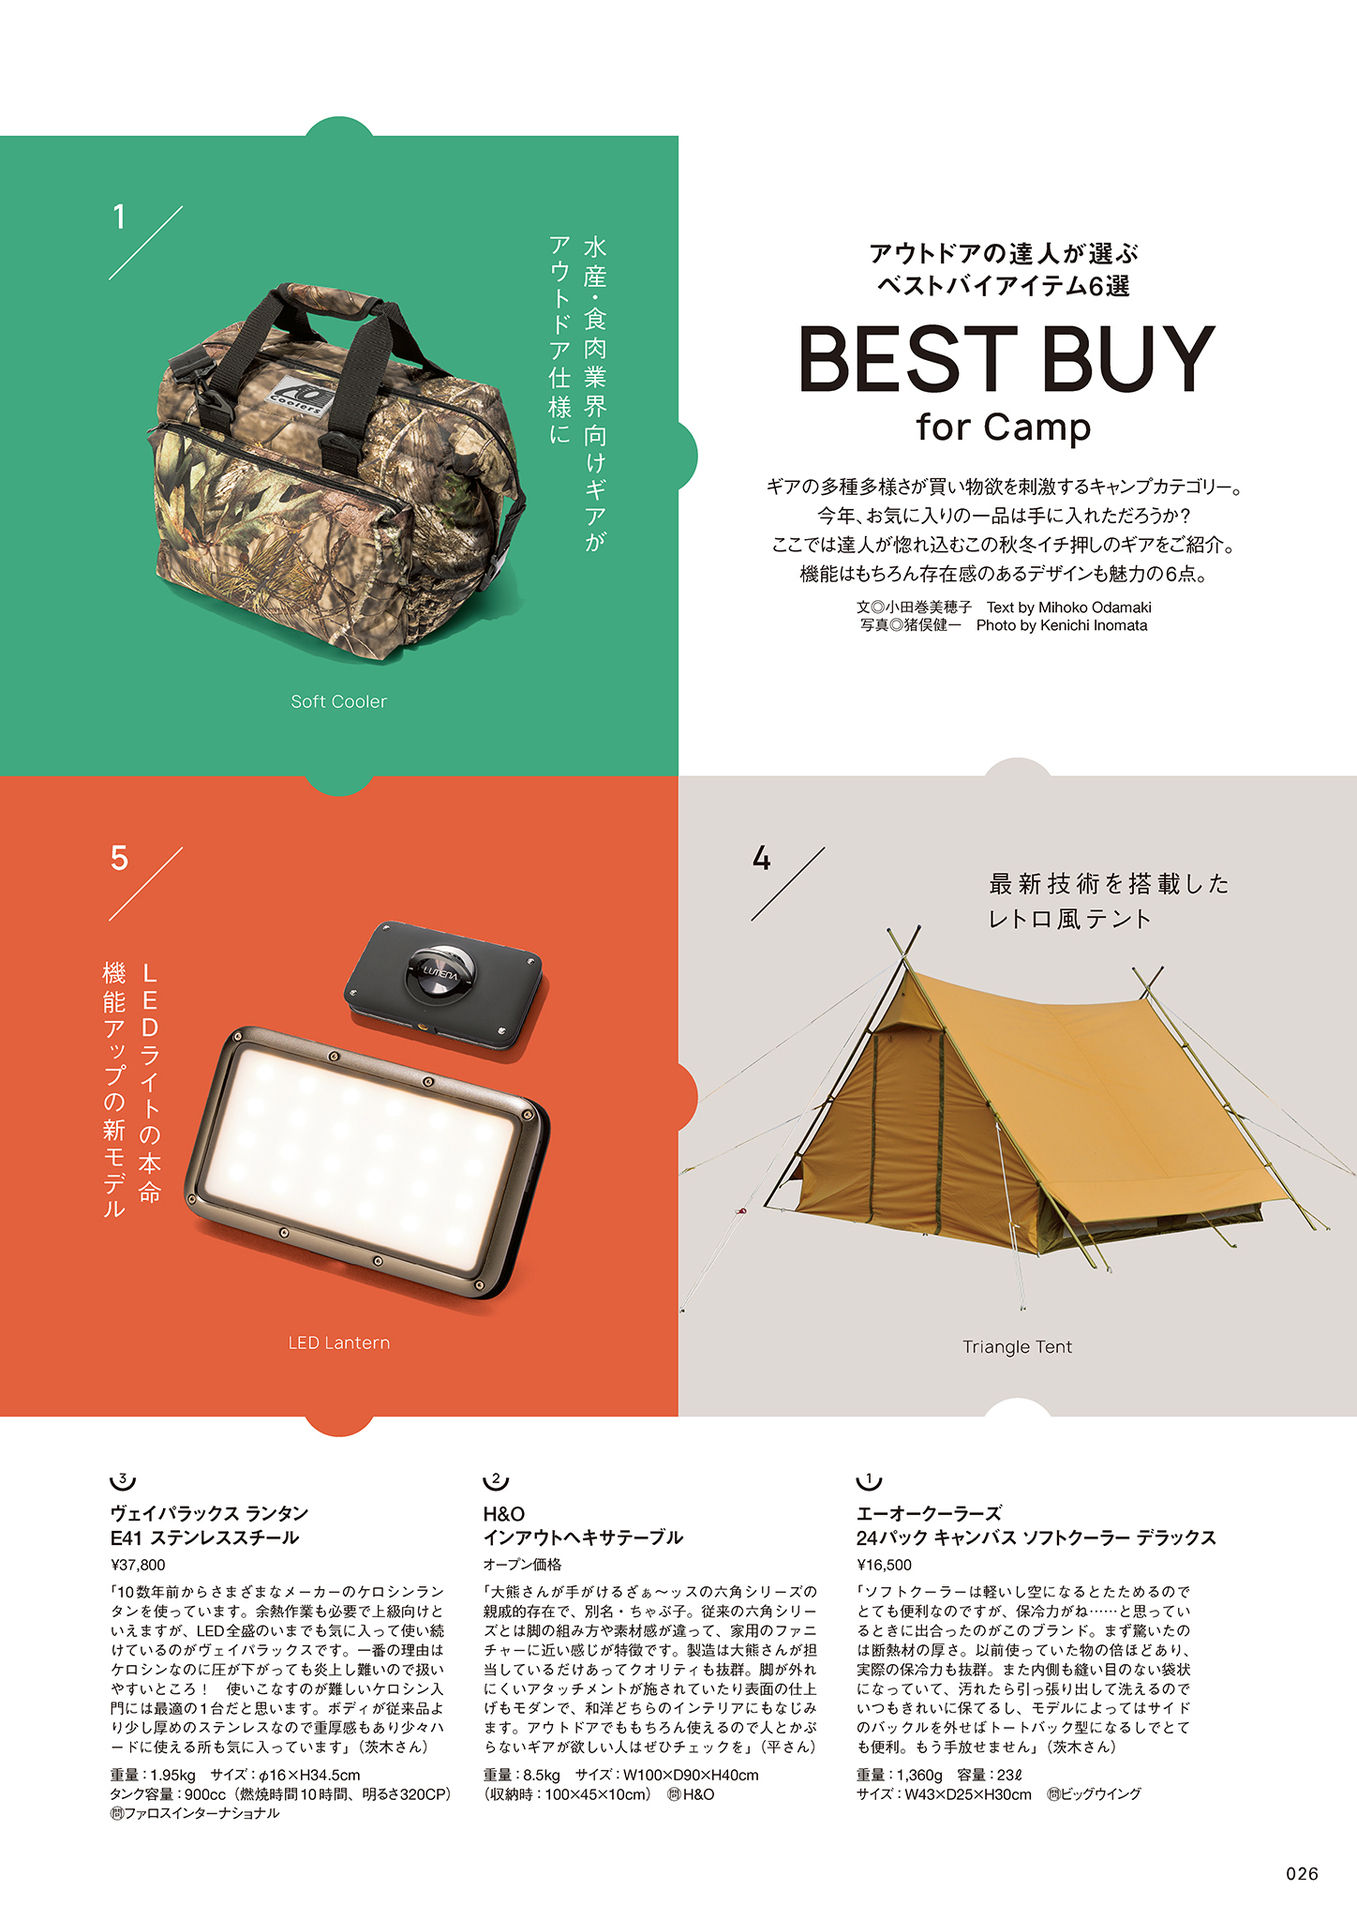 アウトドアの達人が選ぶ
ベストバイアイテム6選
BEST BUY
for Camp
ギアの多種多様さが買い物欲を刺激するキャンプカテゴリー。
今年、お気に入りの一品は手に入れただろうか？
ここでは達人が惚れ込むこの秋冬イチ押しのギアをご紹介。
機能はもちろん存在感のあるデザインも魅力の6点。
文◎小田巻美穂子　Text by Mihoko Odamaki
写真◎猪俣健一　Photo by Kenichi Inomata
1
水産・食肉業界向けギアが
アウトドア仕様に
AO
Coolers
Soft Cooler
4
最新技術を搭載した
レトロ風テント
Triangle Tent
5
LEDライトの本命
機能アップの新モデル
LUTENA
LED Lantern
1
エーオークーラーズ
24パック キャンバス ソフトクーラー デラックス
¥16,500
「ソフトクーラーは軽いし空になるとたためるので
とても便利なのですが、保冷力がね……と思ってい
るときに出合ったのがこのブランド。まず驚いたの
は断熱材の厚さ。以前使っていた物の倍ほどあり、
実際の保冷力も抜群。また内側も縫い目のない袋状
になっていて、汚れたら引っ張り出して洗えるので
いつもきれいに保てるし、モデルによってはサイド
のバックルを外せばトートバック型になるしでとて
も便利。もう手放せません」（茨木さん）
重量：1,360g　容量：23ℓ
サイズ：W43×D25×H30cm　㉄ビッグウイング
2
H&O
インアウトヘキサテーブル
オープン価格
「大熊さんが手がけるざぁ〜ッスの六角シリーズの
親戚的存在で、別名・ちゃぶ子。従来の六角シリー
ズとは脚の組み方や素材感が違って、家用のファニ
チャーに近い感じが特徴です。製造は大熊さんが担
当しているだけあってクオリティも抜群。脚が外れ
にくいアタッチメントが施されていたり表面の仕上
げもモダンで、和洋どちらのインテリアにもなじみ
ます。アウトドアでももちろん使えるので人とかぶ
らないギアが欲しい人はぜひチェックを」（平さん）
重量：8.5kg　サイズ：W100×D90×H40cm
（収納時：100×45×10cm）　㉄H&O
3
ヴェイパラックス ランタン
E41 ステンレススチール
¥37,800
「10数年前からさまざまなメーカーのケロシンラン
タンを使っています。余熱作業も必要で上級向けと
いえますが、LED全盛のいまでも気に入って使い続
けているのがヴェイパラックスです。一番の理由は
ケロシンなのに圧が下がっても炎上し難いので扱い
やすいところ！　使いこなすのが難しいケロシン入
門には最適の1台だと思います。ボディが従来品よ
り少し厚めのステンレスなので重厚感もあり少々ハ
ードに使える所も気に入っています」（茨木さん）
重量：1.95kg　サイズ：φ16×H34.5cm
タンク容量：900cc（燃焼時間10時間、明るさ320CP）
㉄ファロスインターナショナル
026